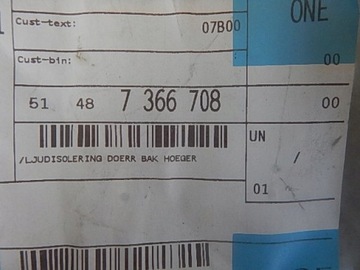 ONE
Cust-text: 07B00
Cust-bin: 00
51 48 7 366 708 00
UN
/
/LJUDISOLERING DOERR BAK HOEGER
01